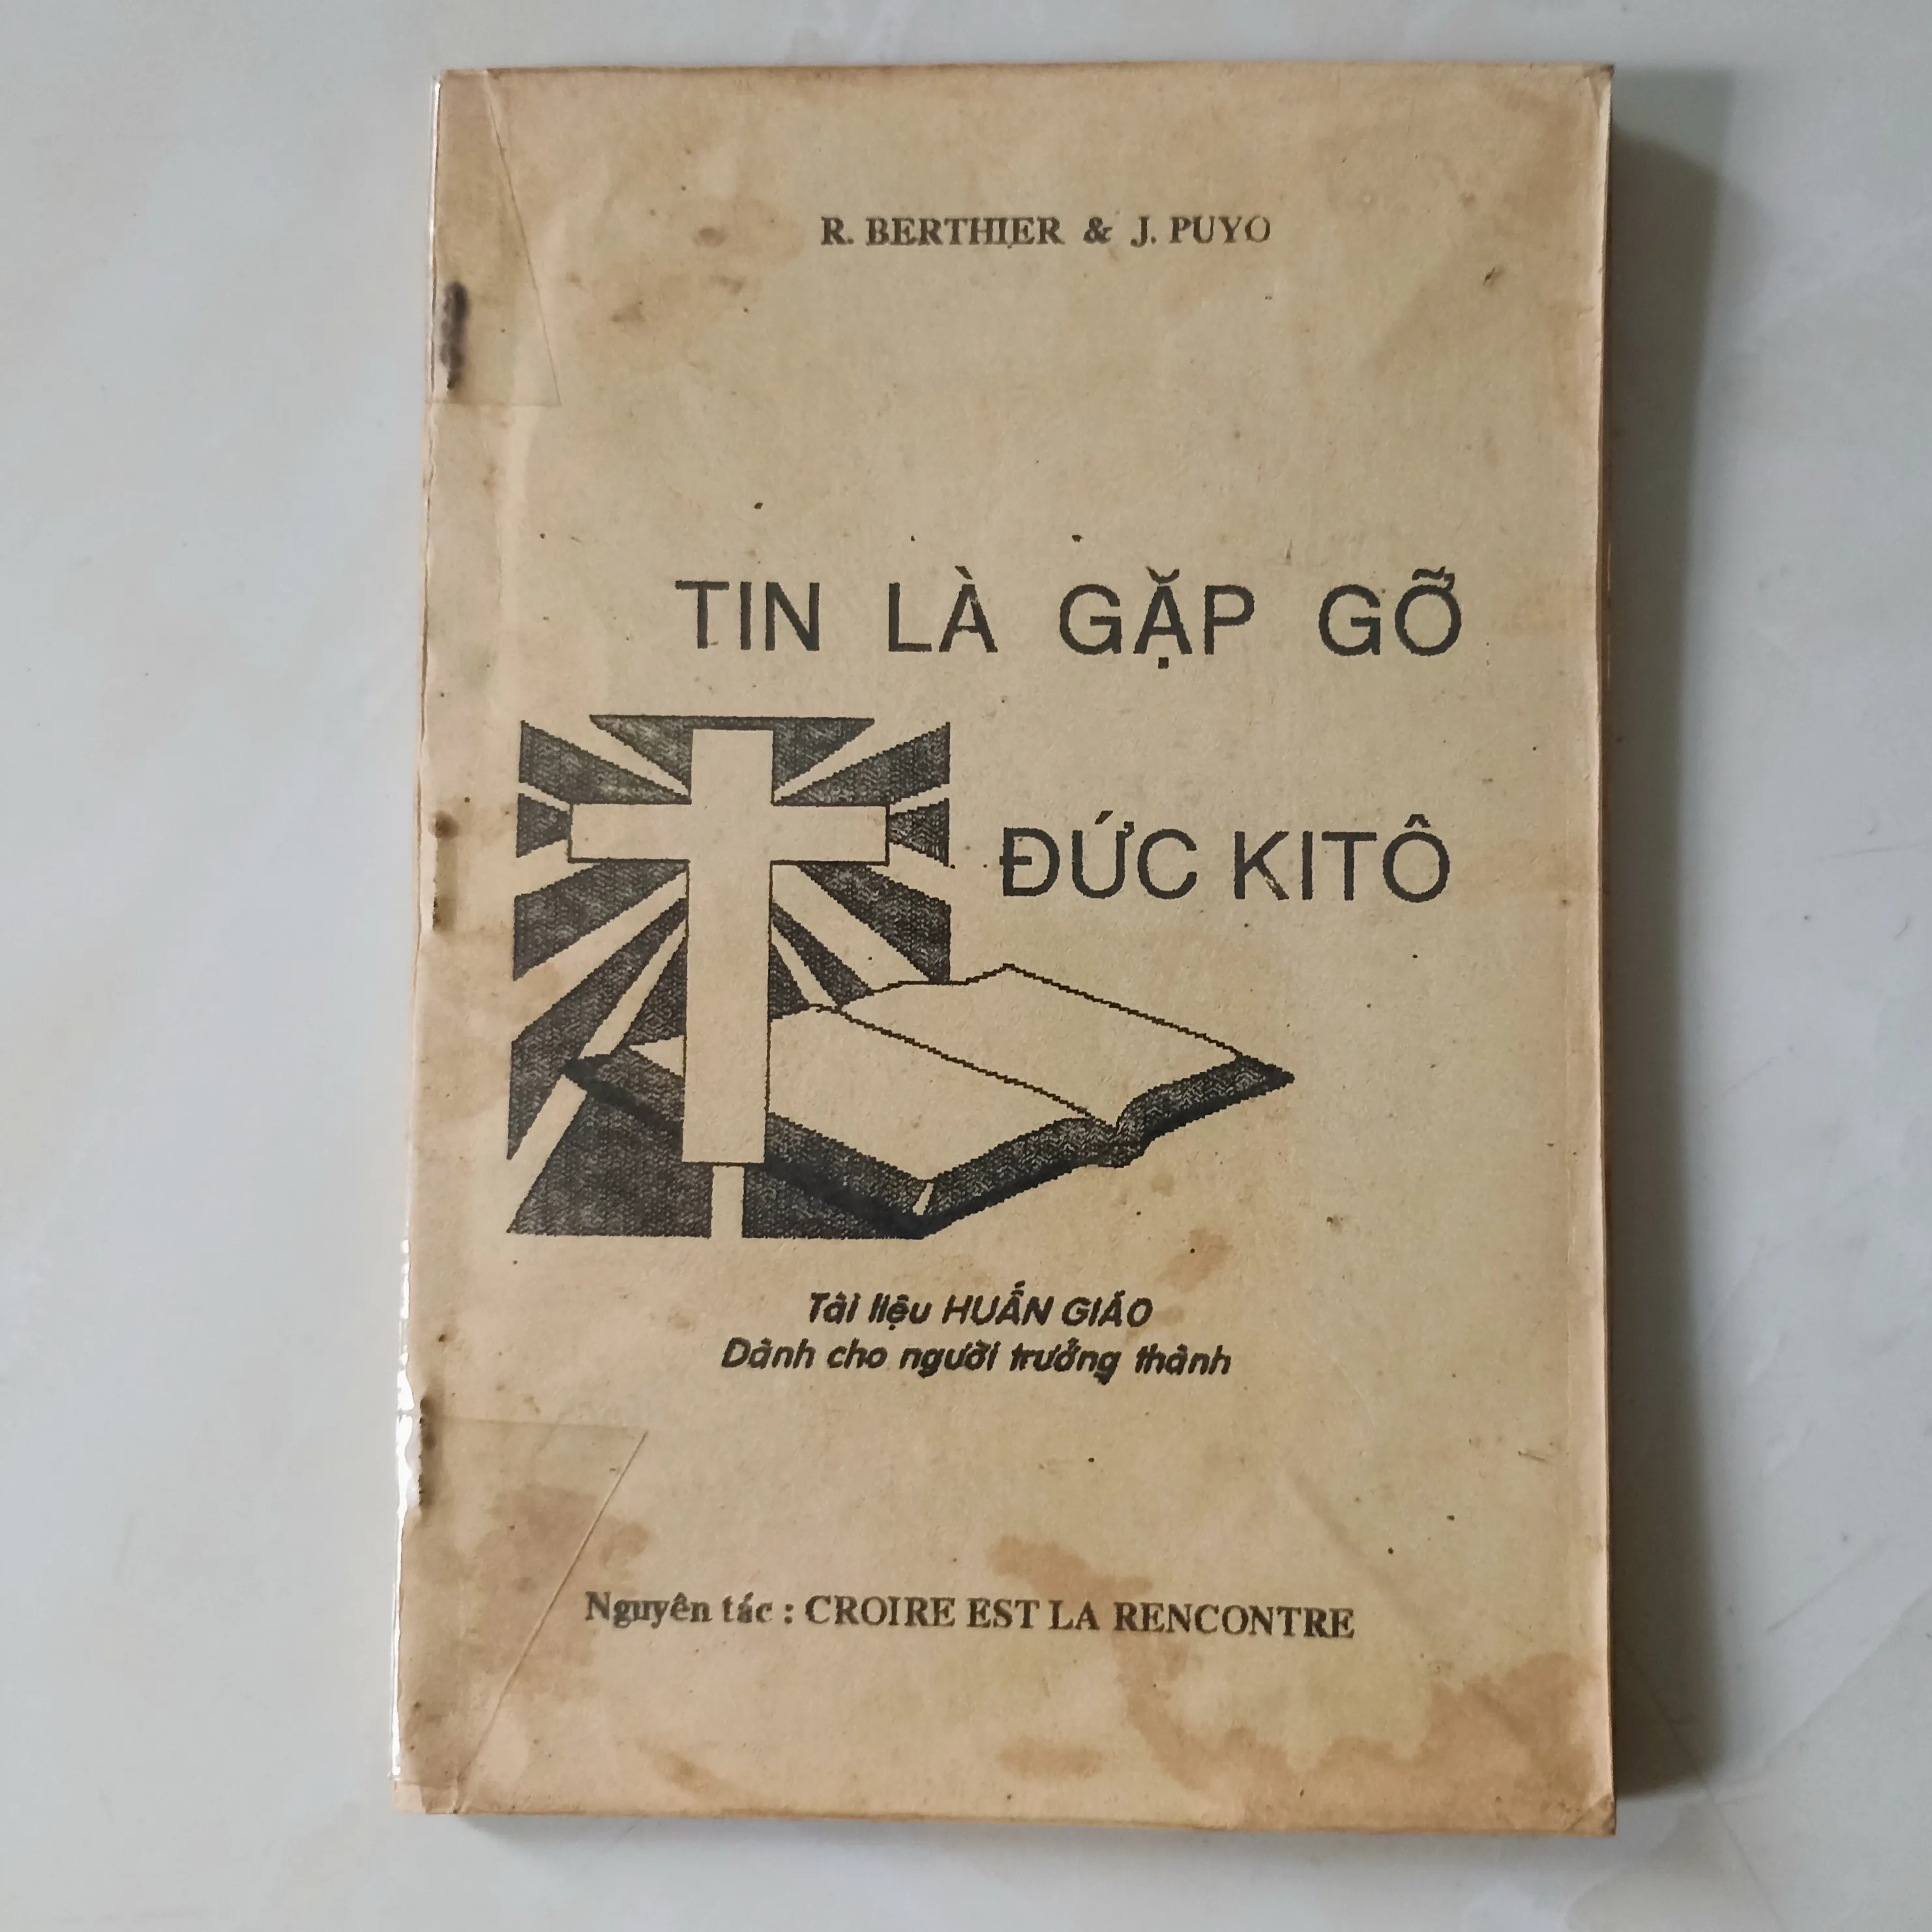 R. BERTHIER & J. PUYO
TIN LÀ GẶP GỠ
ĐỨC KITÔ
Tài liệu HUẤN GIÁO
Dành cho người trưởng thành
Nguyên tác : CROIRE EST LA RENCONTRE